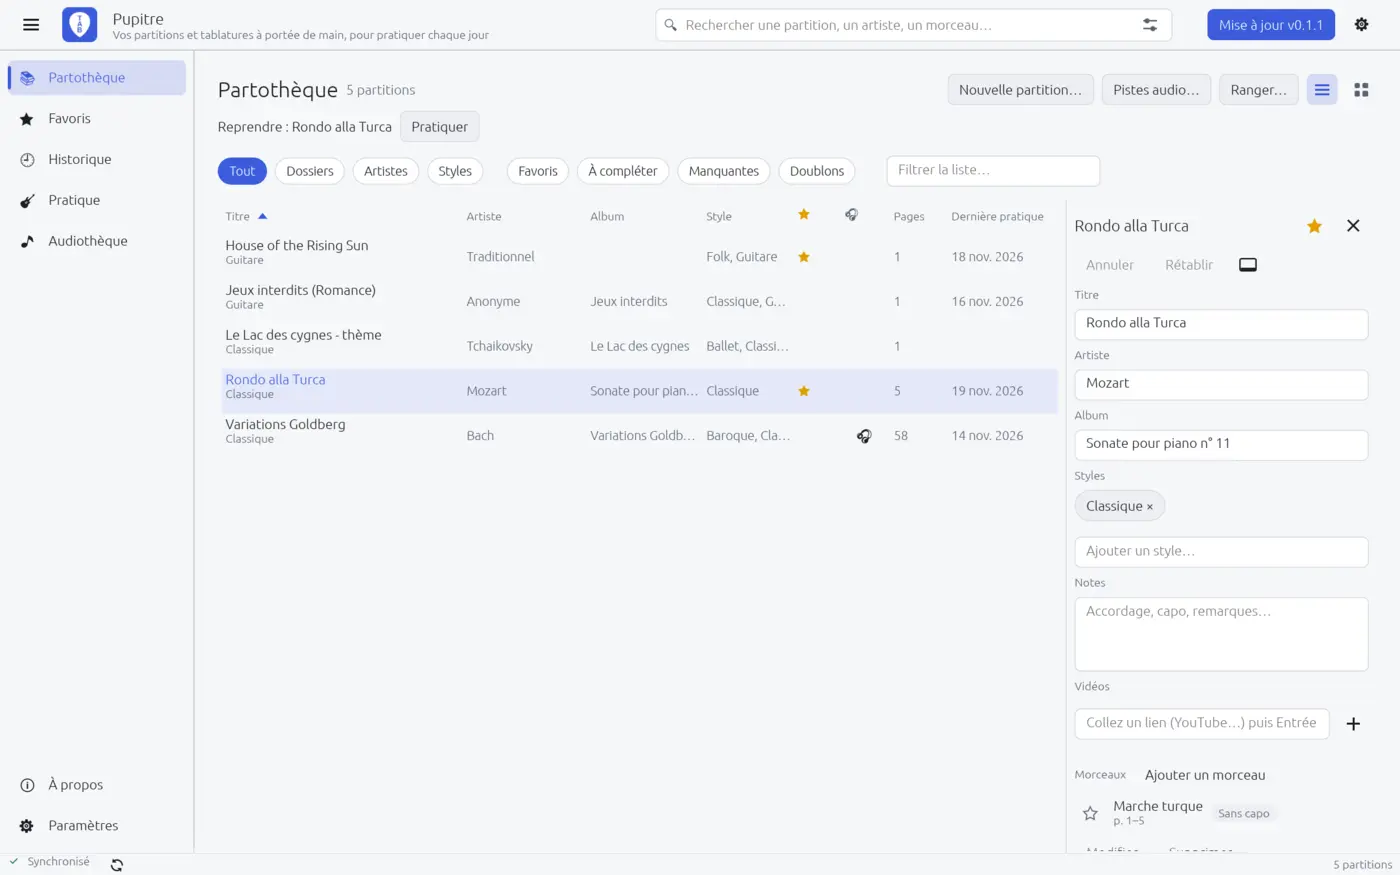 Pupitre
Vos partitions et tablatures à portée de main, pour pratiquer chaque jour
Rechercher une partition, un artiste, un morceau…
Mise à jour v0.1.1
Partothèque
Favoris
Historique
Pratique
Audiothèque
À propos
Paramètres
Partothèque 5 partitions
Nouvelle partition… Pistes audio… Ranger…
Reprendre : Rondo alla Turca Pratiquer
Tout Dossiers Artistes Styles Favoris À compléter Manquantes Doublons Filtrer la liste…
Titre Artiste Album Style Pages Dernière pratique
House of the Rising Sun
Guitare
Traditionnel Folk, Guitare 1 18 nov. 2026
Jeux interdits (Romance)
Guitare
Anonyme Jeux interdits Classique, G… 1 16 nov. 2026
Le Lac des cygnes - thème
Classique
Tchaikovsky Le Lac des cygnes Ballet, Classi… 1
Rondo alla Turca
Classique
Mozart Sonate pour pian… Classique 5 19 nov. 2026
Variations Goldberg
Classique
Bach Variations Goldb… Baroque, Cla… 58 14 nov. 2026
Rondo alla Turca
Annuler Rétablir
Titre
Rondo alla Turca
Artiste
Mozart
Album
Sonate pour piano n° 11
Styles
Classique ×
Ajouter un style…
Notes
Accordage, capo, remarques…
Vidéos
Collez un lien (YouTube…) puis Entrée
Morceaux Ajouter un morceau
Marche turque
p. 1–5
Sans capo
Synchronisé
5 partitions